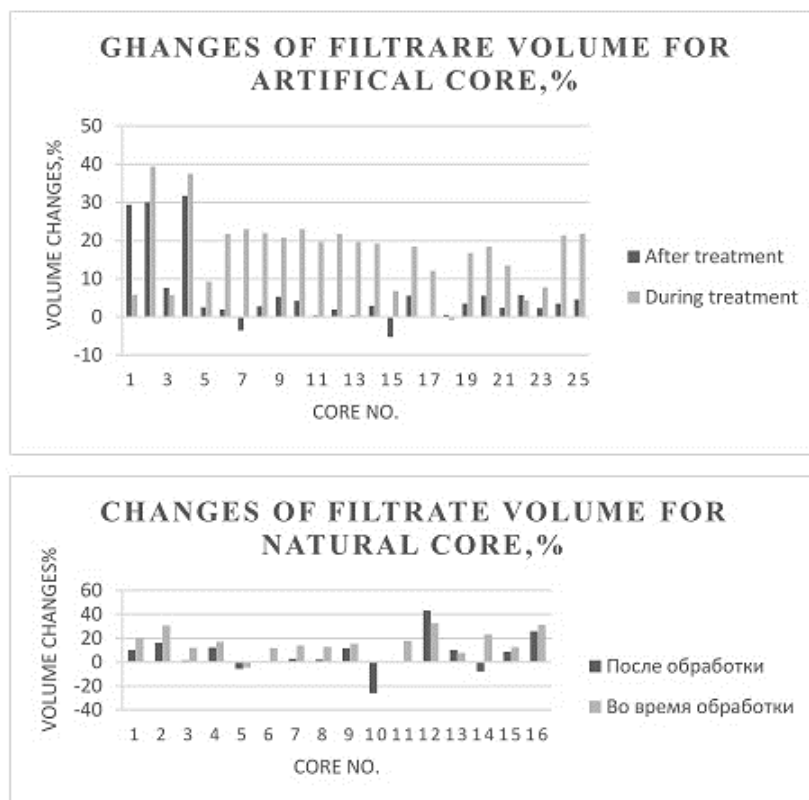 GHANGES OF FILTRARE VOLUME FOR
ARTIFICAL CORE,%
VOLUME CHANGES,%
50
40
30
20
10
0
-10
1 3 5 7 9 11 13 15 17 19 21 23 25
CORE NO.
After treatment
During treatment
CHANGES OF FILTRATE VOLUME FOR
NATURAL CORE,%
VOLUME CHANGES%
60
40
20
0
-20
-40
1 2 3 4 5 6 7 8 9 10 11 12 13 14 15 16
CORE NO.
После обработки
Во время обработки